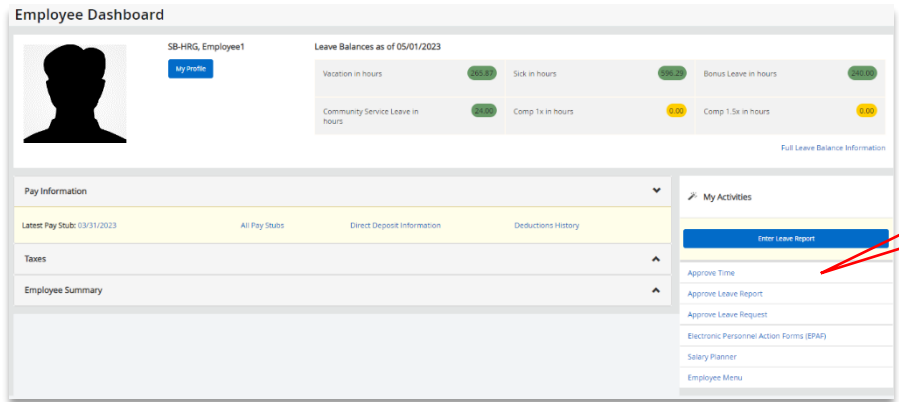 Employee Dashboard
SB-HRG, Employee1
My Profile
Leave Balances as of 05/01/2023
Vacation in hours 265.87 Sick in hours 596.29 Bonus Leave in hours 240.00
Community Service Leave in hours 24.00 Comp 1x in hours 0.00 Comp 1.5x in hours 0.00
Full Leave Balance Information
Pay Information
Latest Pay Stub: 03/31/2023 All Pay Stubs Direct Deposit Information Deductions History
Taxes
Employee Summary
My Activities
Enter Leave Report
Approve Time
Approve Leave Report
Approve Leave Request
Electronic Personnel Action Forms (EPAF)
Salary Planner
Employee Menu